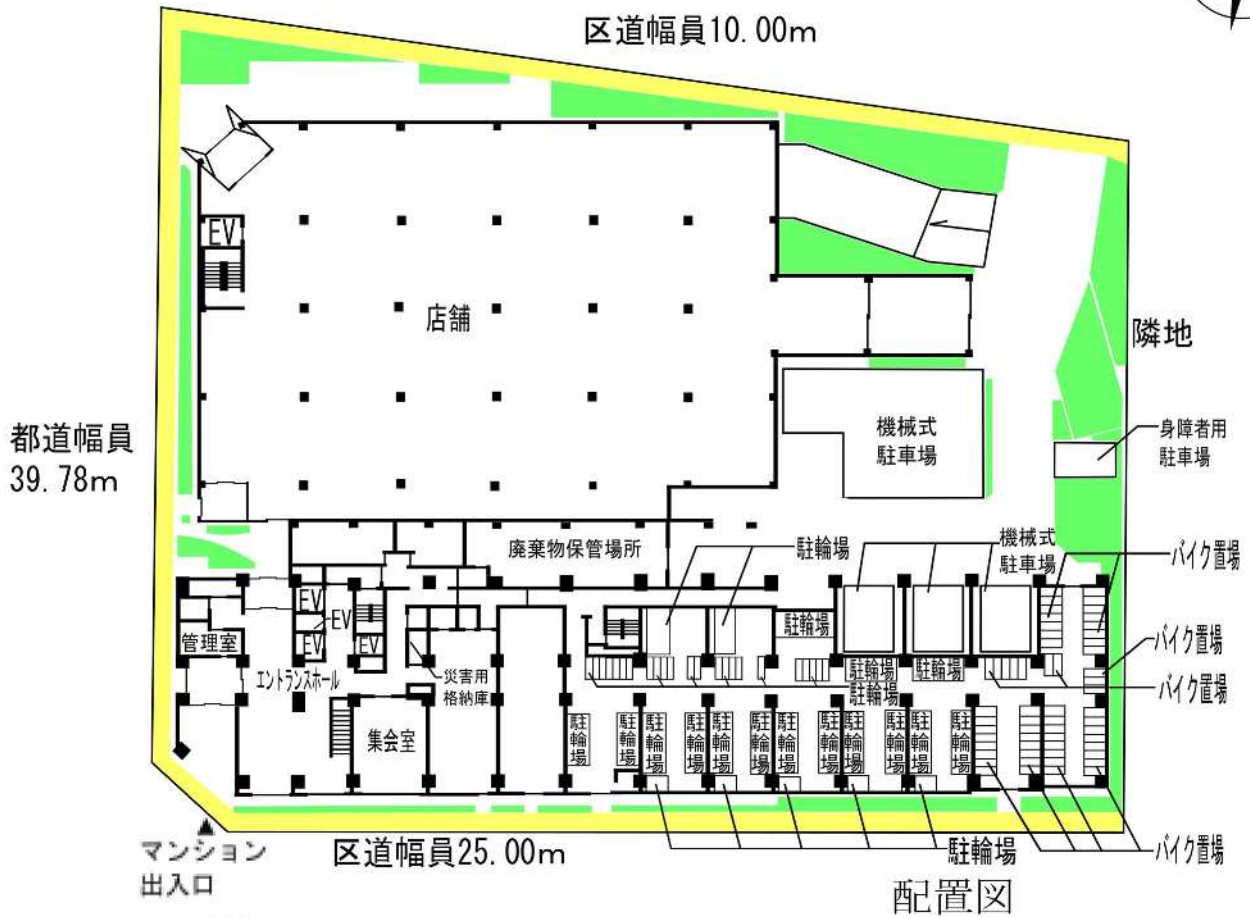 区道幅員10.00m
EV
店舗
隣地
都道幅員
39.78m
機械式
駐車場
身障者用
駐車場
廃棄物保管場所
駐輪場
機械式
駐車場
バイク置場
EV
EV
EV
EV
管理室
駐輪場
バイク置場
駐輪場
駐輪場
駐輪場
バイク置場
エントランスホール
災害用
格納庫
集会室
駐輪場
駐輪場
駐輪場
駐輪場
駐輪場
駐輪場
駐輪場
駐輪場
駐輪場
駐輪場
駐輪場
駐輪場
マンション
出入口
区道幅員25.00m
駐輪場
バイク置場
配置図